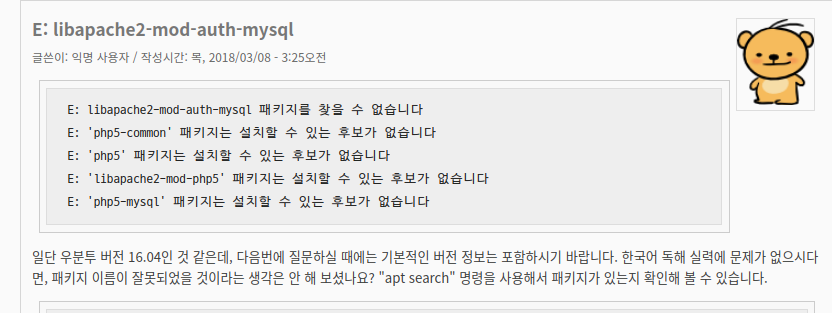 E: libapache2-mod-auth-mysql
글쓴이: 익명 사용자 / 작성시간: 목, 2018/03/08 - 3:25오전
E: libapache2-mod-auth-mysql 패키지를 찾을 수 없습니다
E: 'php5-common' 패키지는 설치할 수 있는 후보가 없습니다
E: 'php5' 패키지는 설치할 수 있는 후보가 없습니다
E: 'libapache2-mod-php5' 패키지는 설치할 수 있는 후보가 없습니다
E: 'php5-mysql' 패키지는 설치할 수 있는 후보가 없습니다
일단 우분투 버전 16.04인 것 같은데, 다음번에 질문하실 때에는 기본적인 버전 정보는 포함하시기 바랍니다. 한국어 독해 실력에 문제가 없으시다
면, 패키지 이름이 잘못되었을 것이라는 생각은 안 해 보셨나요? "apt search" 명령을 사용해서 패키지가 있는지 확인해 볼 수 있습니다.